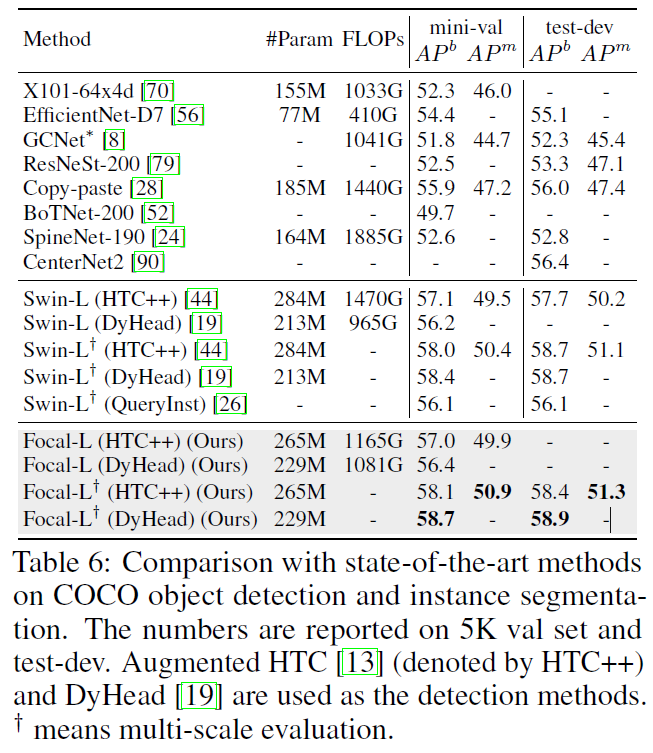 Method #Param FLOPs mini-val test-dev
AP^b AP^m AP^b AP^m
X101-64x4d [70] 155M 1033G 52.3 46.0 - -
EfficientNet-D7 [56] 77M 410G 54.4 - 55.1 -
GCNet* [8] - 1041G 51.8 44.7 52.3 45.4
ResNeSt-200 [79] - - 52.5 - 53.3 47.1
Copy-paste [28] 185M 1440G 55.9 47.2 56.0 47.4
BoTNet-200 [52] - - 49.7 - - -
SpineNet-190 [24] 164M 1885G 52.6 - 52.8 -
CenterNet2 [90] - - - - 56.4 -
Swin-L (HTC++) [44] 284M 1470G 57.1 49.5 57.7 50.2
Swin-L (DyHead) [19] 213M 965G 56.2 - - -
Swin-L† (HTC++) [44] 284M - 58.0 50.4 58.7 51.1
Swin-L† (DyHead) [19] 213M - 58.4 - 58.7 -
Swin-L† (QueryInst) [26] - - 56.1 - 56.1 -
Focal-L (HTC++) (Ours) 265M 1165G 57.0 49.9 - -
Focal-L (DyHead) (Ours) 229M 1081G 56.4 - - -
Focal-L† (HTC++) (Ours) 265M - 58.1 50.9 58.4 51.3
Focal-L† (DyHead) (Ours) 229M - 58.7 - 58.9 -
Table 6: Comparison with state-of-the-art methods
on COCO object detection and instance segmenta-
tion. The numbers are reported on 5K val set and
test-dev. Augmented HTC [13] (denoted by HTC++)
and DyHead [19] are used as the detection methods.
† means multi-scale evaluation.